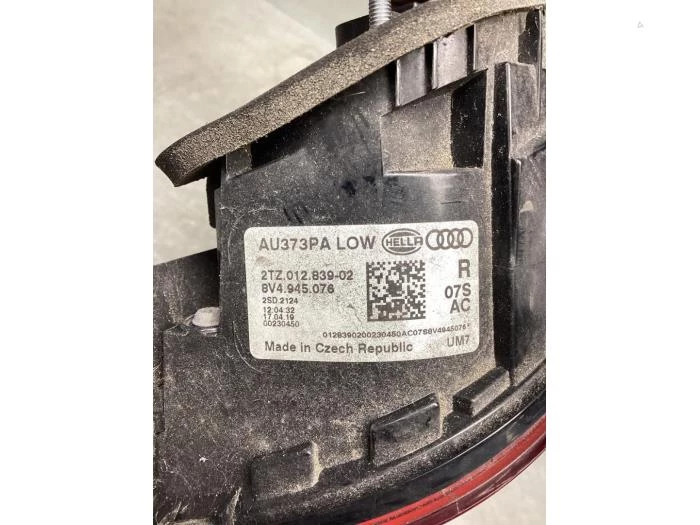 AU373PA LOW HELLA
2TZ.012.839-02
8V4.945.076
2SD.2124
12:04:32
17.04.19
00230450
R
07S
AC
0128390200230450AC07S8V4945076*
Made in Czech Republic UM7